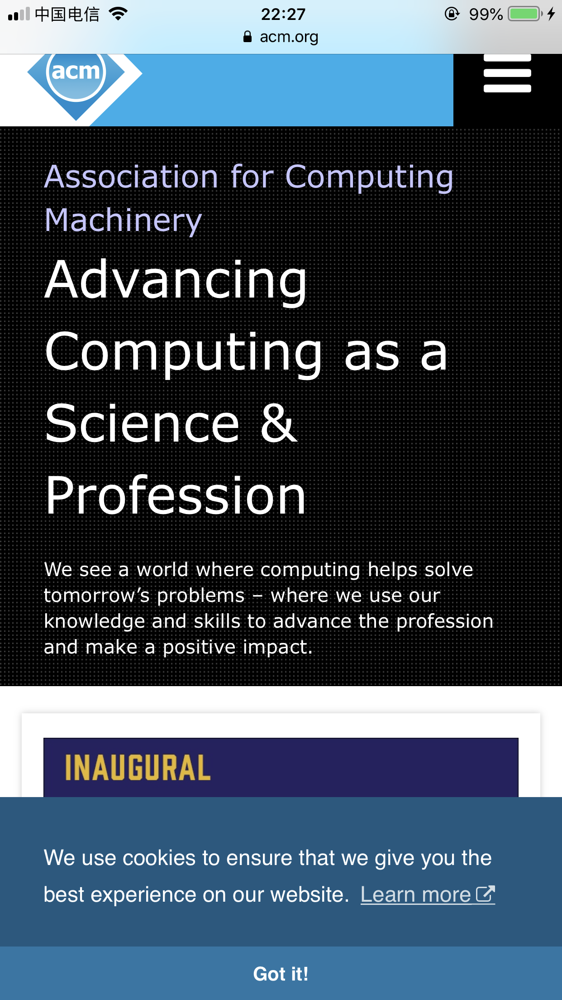 中国电信 22:27 99%
acm.org
acm
Association for Computing
Machinery
Advancing
Computing as a
Science &
Profession
We see a world where computing helps solve
tomorrow’s problems – where we use our
knowledge and skills to advance the profession
and make a positive impact.
INAUGURAL
We use cookies to ensure that we give you the
best experience on our website. Learn more
Got it!